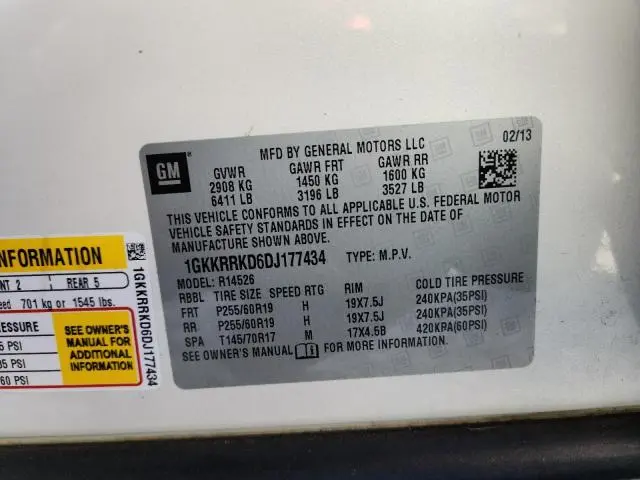 GM
MFD BY GENERAL MOTORS LLC 02/13
GVWR GAWR FRT GAWR RR
2908 KG 1450 KG 1600 KG
6411 LB 3196 LB 3527 LB
THIS VEHICLE CONFORMS TO ALL APPLICABLE U.S. FEDERAL MOTOR
VEHICLE SAFETY STANDARDS IN EFFECT ON THE DATE OF
MANUFACTURE SHOWN ABOVE.
1GKKRRKD6DJ177434 TYPE: M.P.V.
MODEL: R14526
RBBL TIRE SIZE SPEED RTG RIM COLD TIRE PRESSURE
FRT P255/60R19 H 19X7.5J 240KPA(35PSI)
RR P255/60R19 H 19X7.5J 240KPA(35PSI)
SPA T145/70R17 M 17X4.5B 420KPA(60PSI)
SEE OWNER'S MANUAL FOR MORE INFORMATION.
INFORMATION
NT 2 REAR 5
eed 701 kg or 1545 lbs.
RESSURE
5 PSI
35 PSI
60 PSI
SEE OWNER'S
MANUAL FOR
ADDITIONAL
INFORMATION
1GKKRRKD6DJ177434